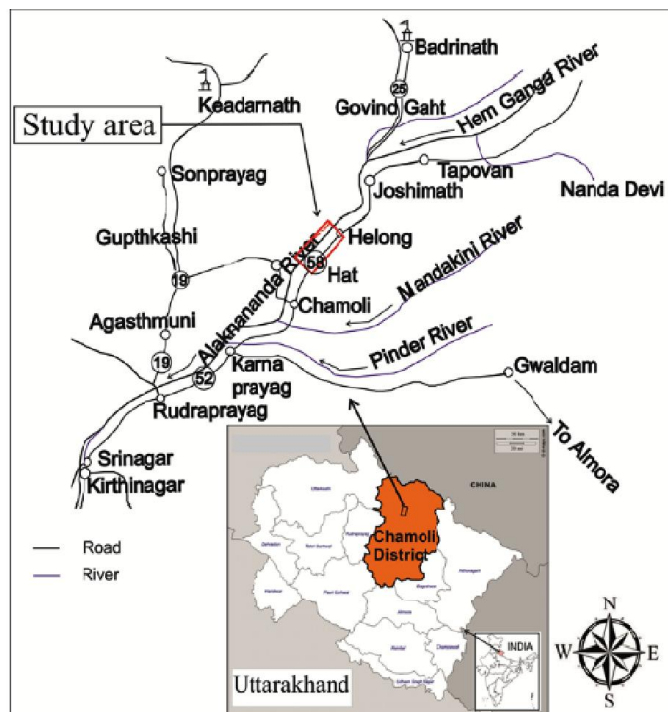 Badrinath
Keadarnath
25
Govind Gaht
Hem Ganga River
Study area
Sonprayag
Tapovan
Joshimath
Nanda Devi
Gupthkashi
Helong
58
Hat
Alaknananda River
Mandakini River
19
Chamoli
Agasthmuni
Pinder River
19
52
Karna
prayag
Gwaldam
Rudraprayag
To Almora
Srinagar
Kirthinagar
Road
River
CHINA
Chamoli
District
INDIA
Uttarakhand
N
W
E
S